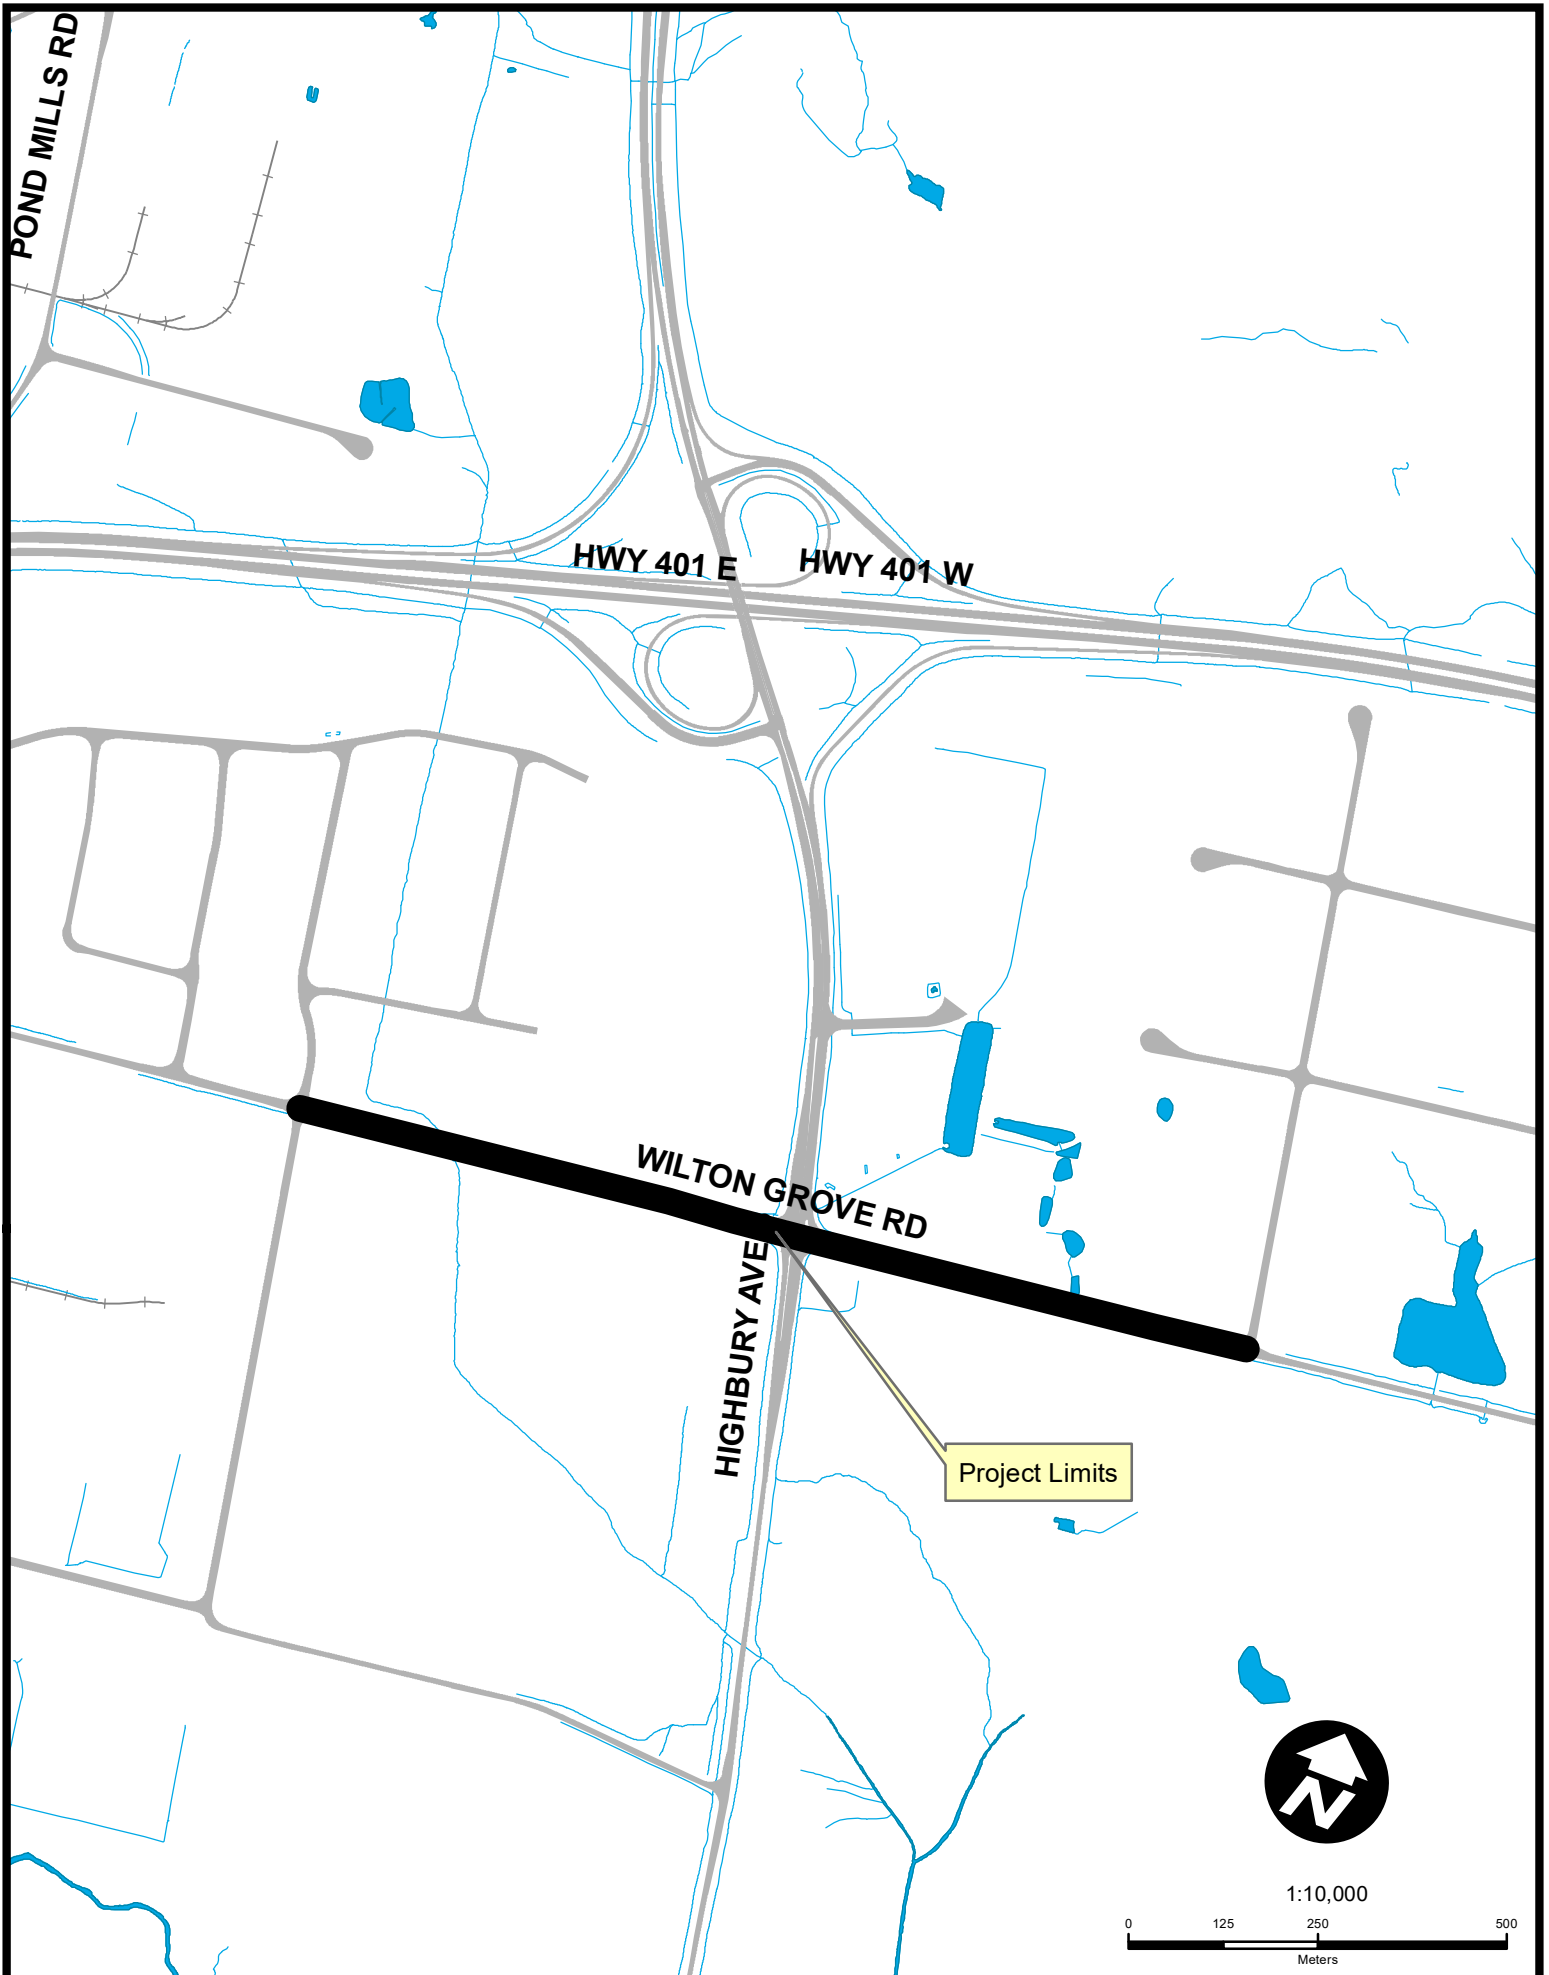 POND MILLS RD
HWY 401 E
HWY 401 W
WILTON GROVE RD
HIGHBURY AVE
Project Limits
N
1:10,000
0 125 250 500
Meters